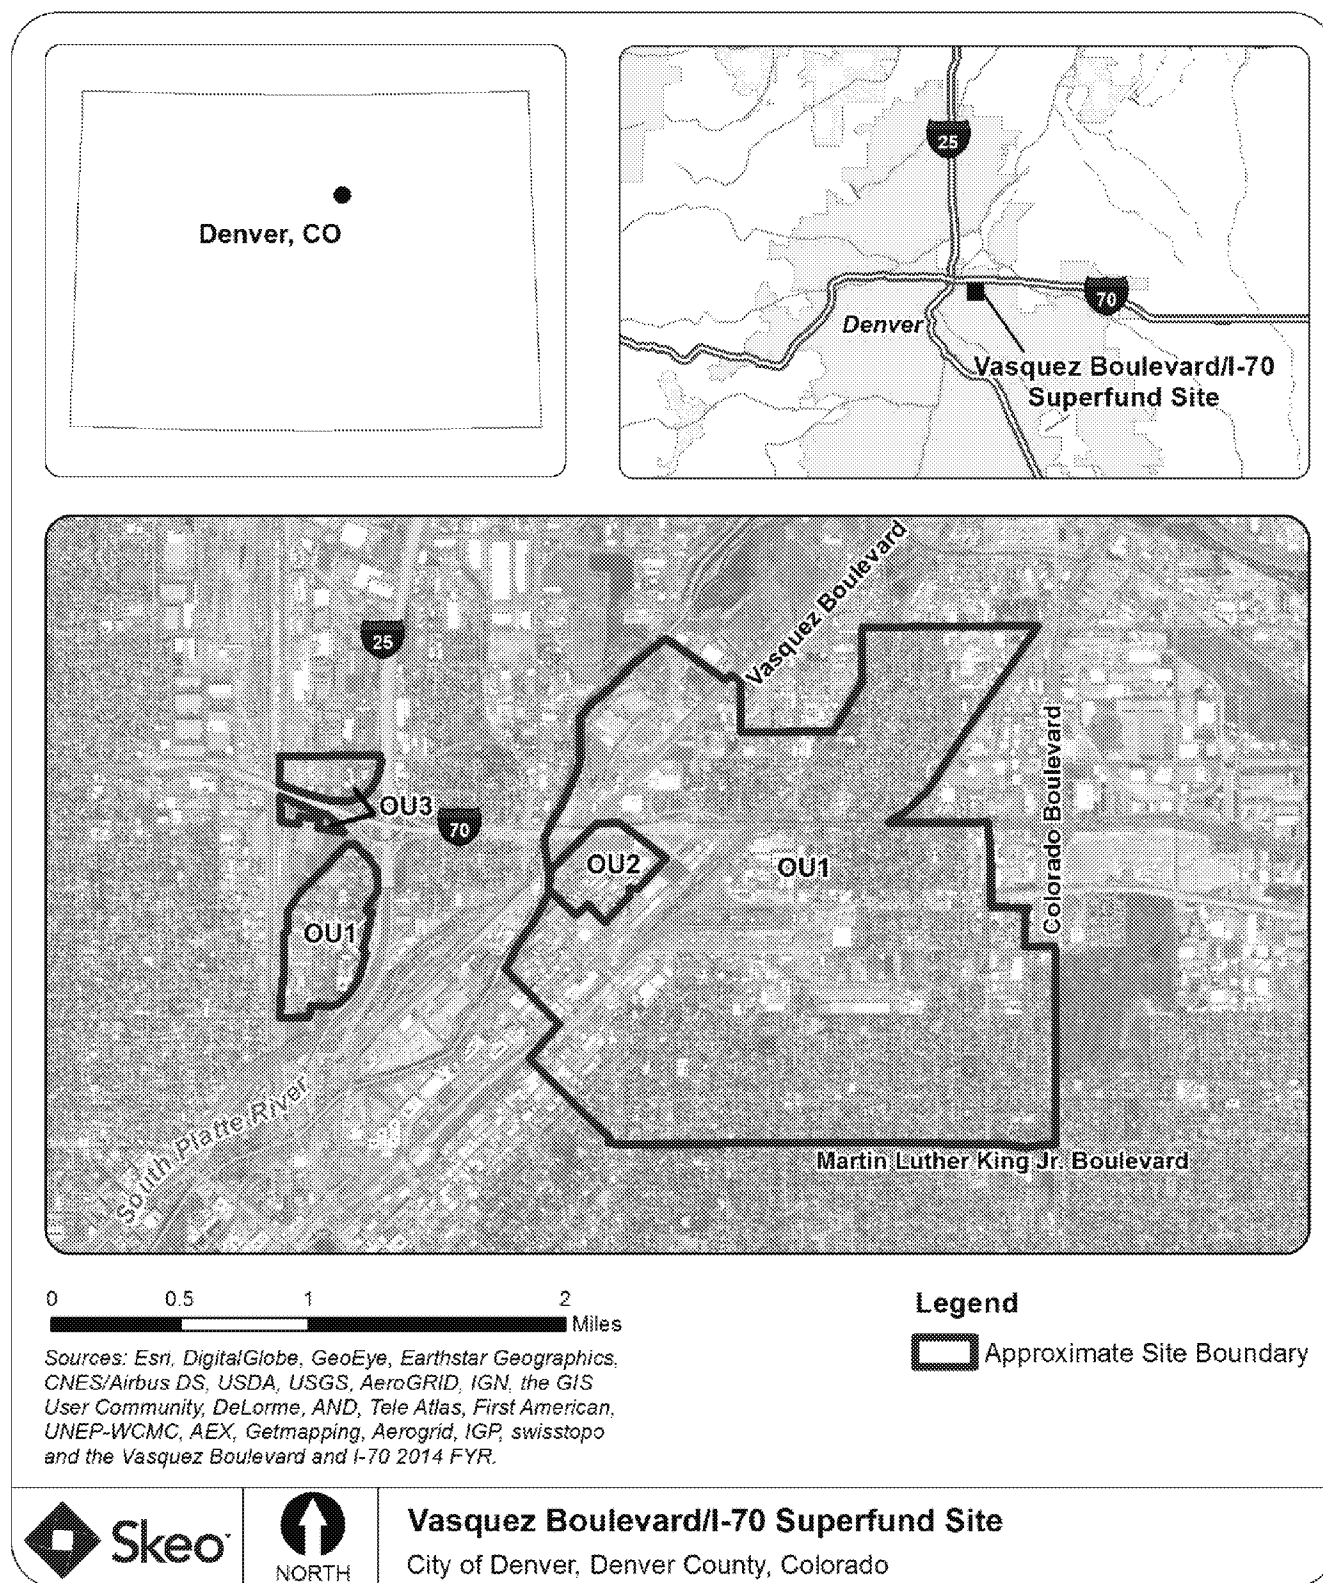 Denver, CO
25
70
Denver
Vasquez Boulevard/I-70
Superfund Site
Vasquez Boulevard
25
Colorado Boulevard
OU3
70
OU2
OU1
OU1
South Platte River
Martin Luther King Jr. Boulevard
0 0.5 1 2
Miles
Legend
Approximate Site Boundary
Sources: Esri, DigitalGlobe, GeoEye, Earthstar Geographics,
CNES/Airbus DS, USDA, USGS, AeroGRID, IGN, the GIS
User Community, DeLorme, AND, Tele Atlas, First American,
UNEP-WCMC, AEX, Getmapping, Aerogrid, IGP, swisstopo
and the Vasquez Boulevard and I-70 2014 FYR.
Skeo
NORTH
Vasquez Boulevard/I-70 Superfund Site
City of Denver, Denver County, Colorado